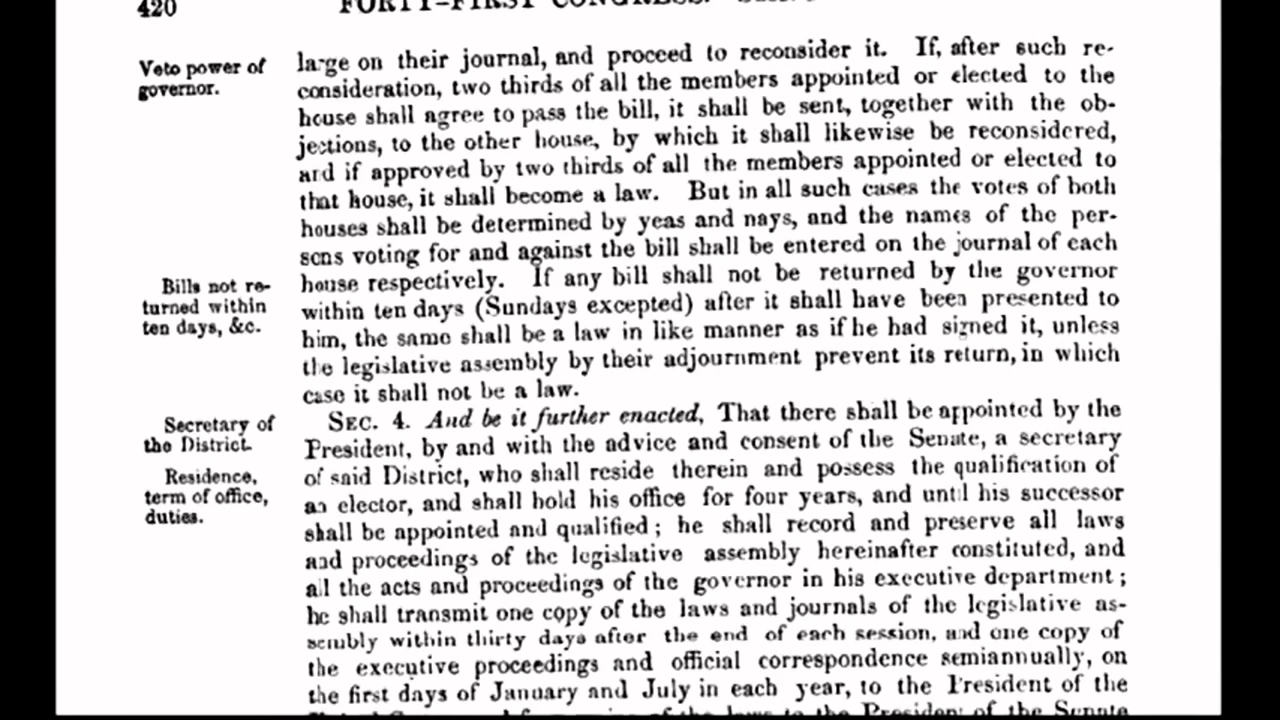 420
FORTY-FIRST CONGRESS.
Veto power of
governor.
large on their journal, and proceed to reconsider it. If, after such re-
consideration, two thirds of all the members appointed or elected to the
house shall agree to pass the bill, it shall be sent, together with the ob-
jections, to the other house, by which it shall likewise be reconsidered,
and if approved by two thirds of all the members appointed or elected to
that house, it shall become a law. But in all such cases the votes of both
houses shall be determined by yeas and nays, and the names of the per-
sons voting for and against the bill shall be entered on the journal of each
Bills not re-
turned within
ten days, &c.
house respectively. If any bill shall not be returned by the governor
within ten days (Sundays excepted) after it shall have been presented to
him, the same shall be a law in like manner as if he had signed it, unless
the legislative assembly by their adjournment prevent its return, in which
case it shall not be a law.
Secretary of
the District.
SEC. 4. And be it further enacted, That there shall be appointed by the
President, by and with the advice and consent of the Senate, a secretary
Residence,
term of office,
duties.
of said District, who shall reside therein and possess the qualification of
an elector, and shall hold his office for four years, and until his successor
shall be appointed and qualified; he shall record and preserve all laws
and proceedings of the legislative assembly hereinafter constituted, and
all the acts and proceedings of the governor in his executive department;
he shall transmit one copy of the laws and journals of the legislative as-
sembly within thirty days after the end of each session, and one copy of
the executive proceedings and official correspondence semiannually, on
the first days of January and July in each year, to the President of the
of the laws to the President of the Senate